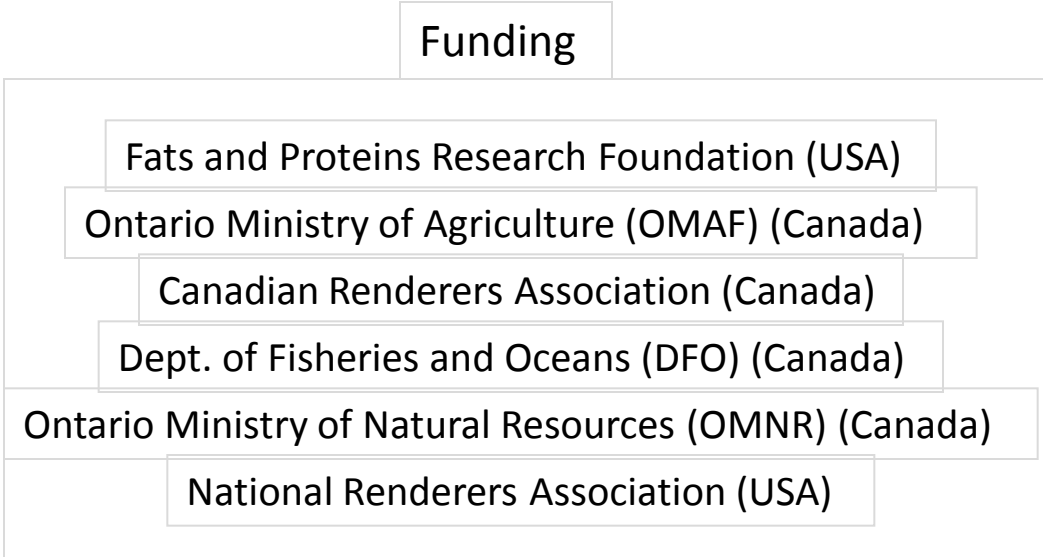 Funding
Fats and Proteins Research Foundation (USA)
Ontario Ministry of Agriculture (OMAF) (Canada)
Canadian Renderers Association (Canada)
Dept. of Fisheries and Oceans (DFO) (Canada)
Ontario Ministry of Natural Resources (OMNR) (Canada)
National Renderers Association (USA)